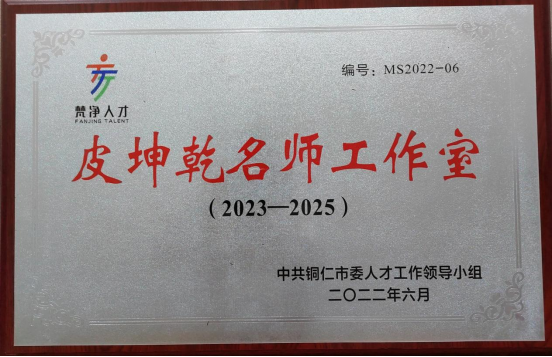 编号：MS2022-06
梵净人才
FANJING TALENT
皮坤乾名师工作室
（2023—2025）
中共铜仁市委人才工作领导小组
二〇二二年六月